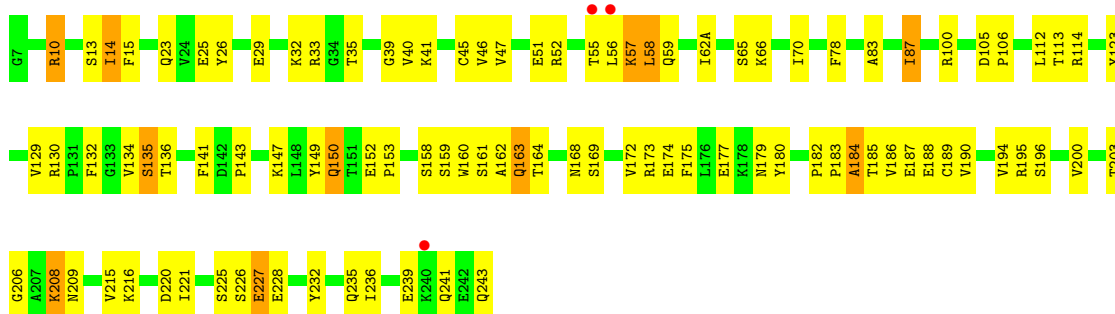 G7 R10 S13 I14 F15 Q23 V24 E25 Y26 E29 K32 R33 G34 T35 G39 V40 K41 C45 V46 V47 E51 R52 T55 L56 K57 L58 Q59 I62A S65 K66 I70 F78 A83 I87 R100 D105 P106 L112 T113 R114
V129 R130 P131 F132 G133 V134 S135 T136 F141 D142 P143 K147 L148 Y149 Q150 T151 E152 P153 S158 S159 W160 S161 A162 Q163 T164 N168 S169 V172 R173 E174 F175 L176 E177 K178 N179 Y180 P182 P183 A184 T185 V186 E187 E188 C189 V190 V194 R195 S196 V200
G206 A207 K208 N209 V215 K216 D220 I221 S225 S226 E227 E228 Y232 Q235 I236 E239 K240 Q241 E242 Q243